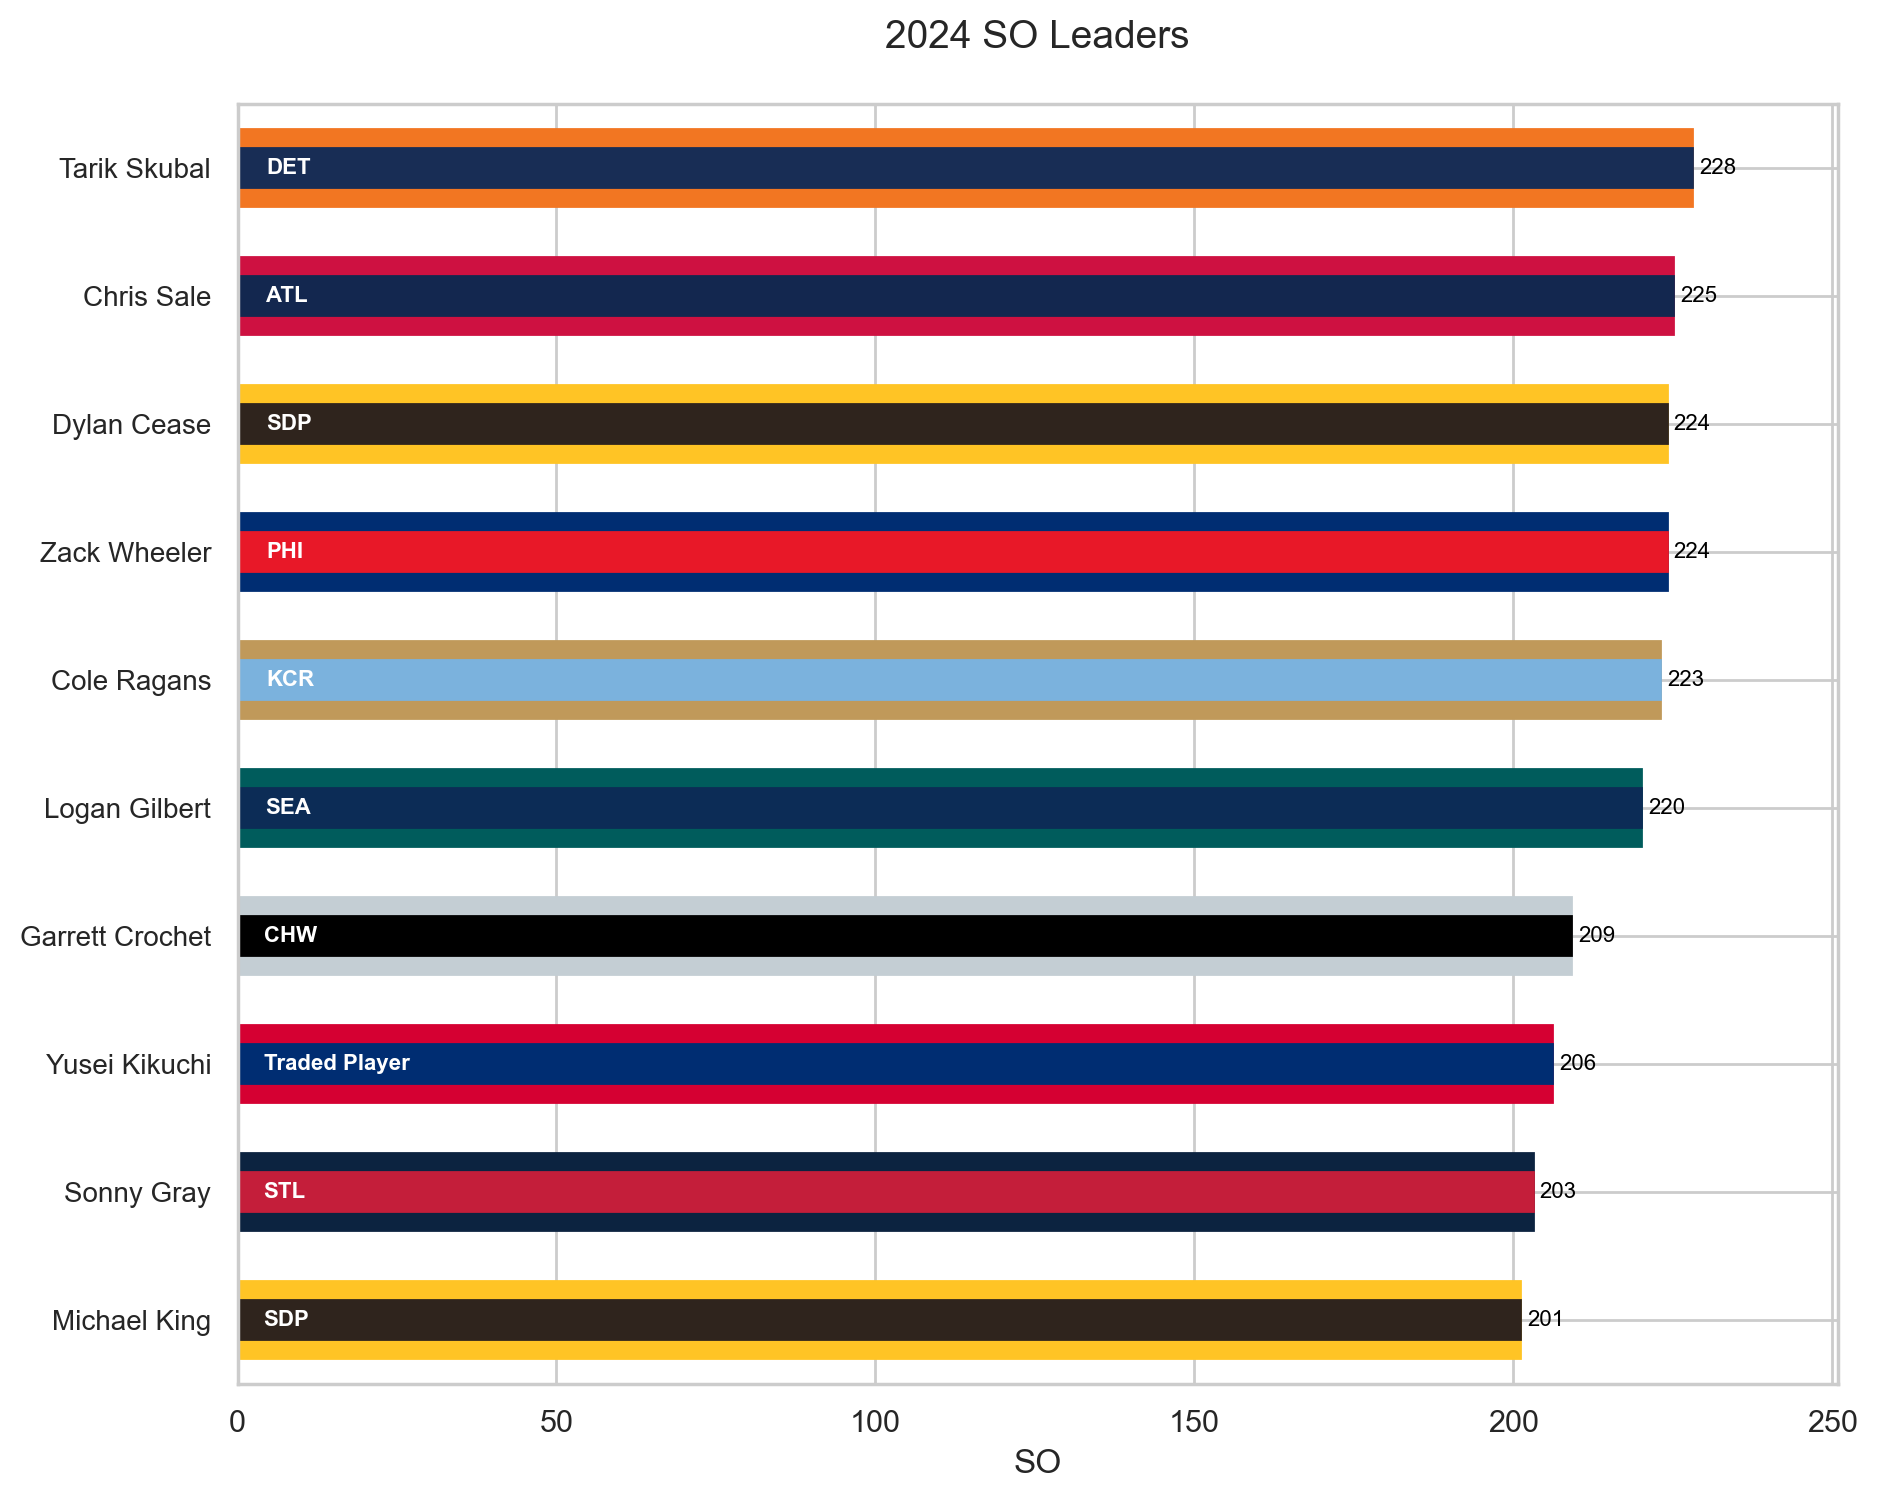 2024 SO Leaders
Tarik Skubal DET 228
Chris Sale ATL 225
Dylan Cease SDP 224
Zack Wheeler PHI 224
Cole Ragans KCR 223
Logan Gilbert SEA 220
Garrett Crochet CHW 209
Yusei Kikuchi Traded Player 206
Sonny Gray STL 203
Michael King SDP 201
0 50 100 150 200 250
SO